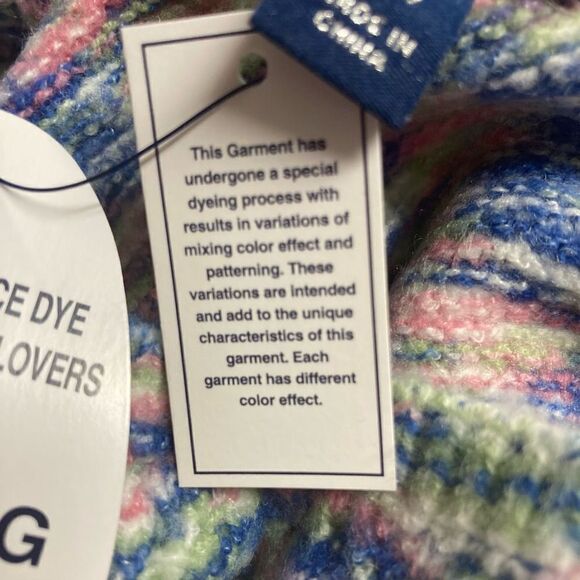 MADE IN
CHINA
This Garment has
undergone a special
dyeing process with
results in variations of
mixing color effect and
patterning. These
variations are intended
and add to the unique
characteristics of this
garment. Each
garment has different
color effect.
CE DYE
LOVERS
G